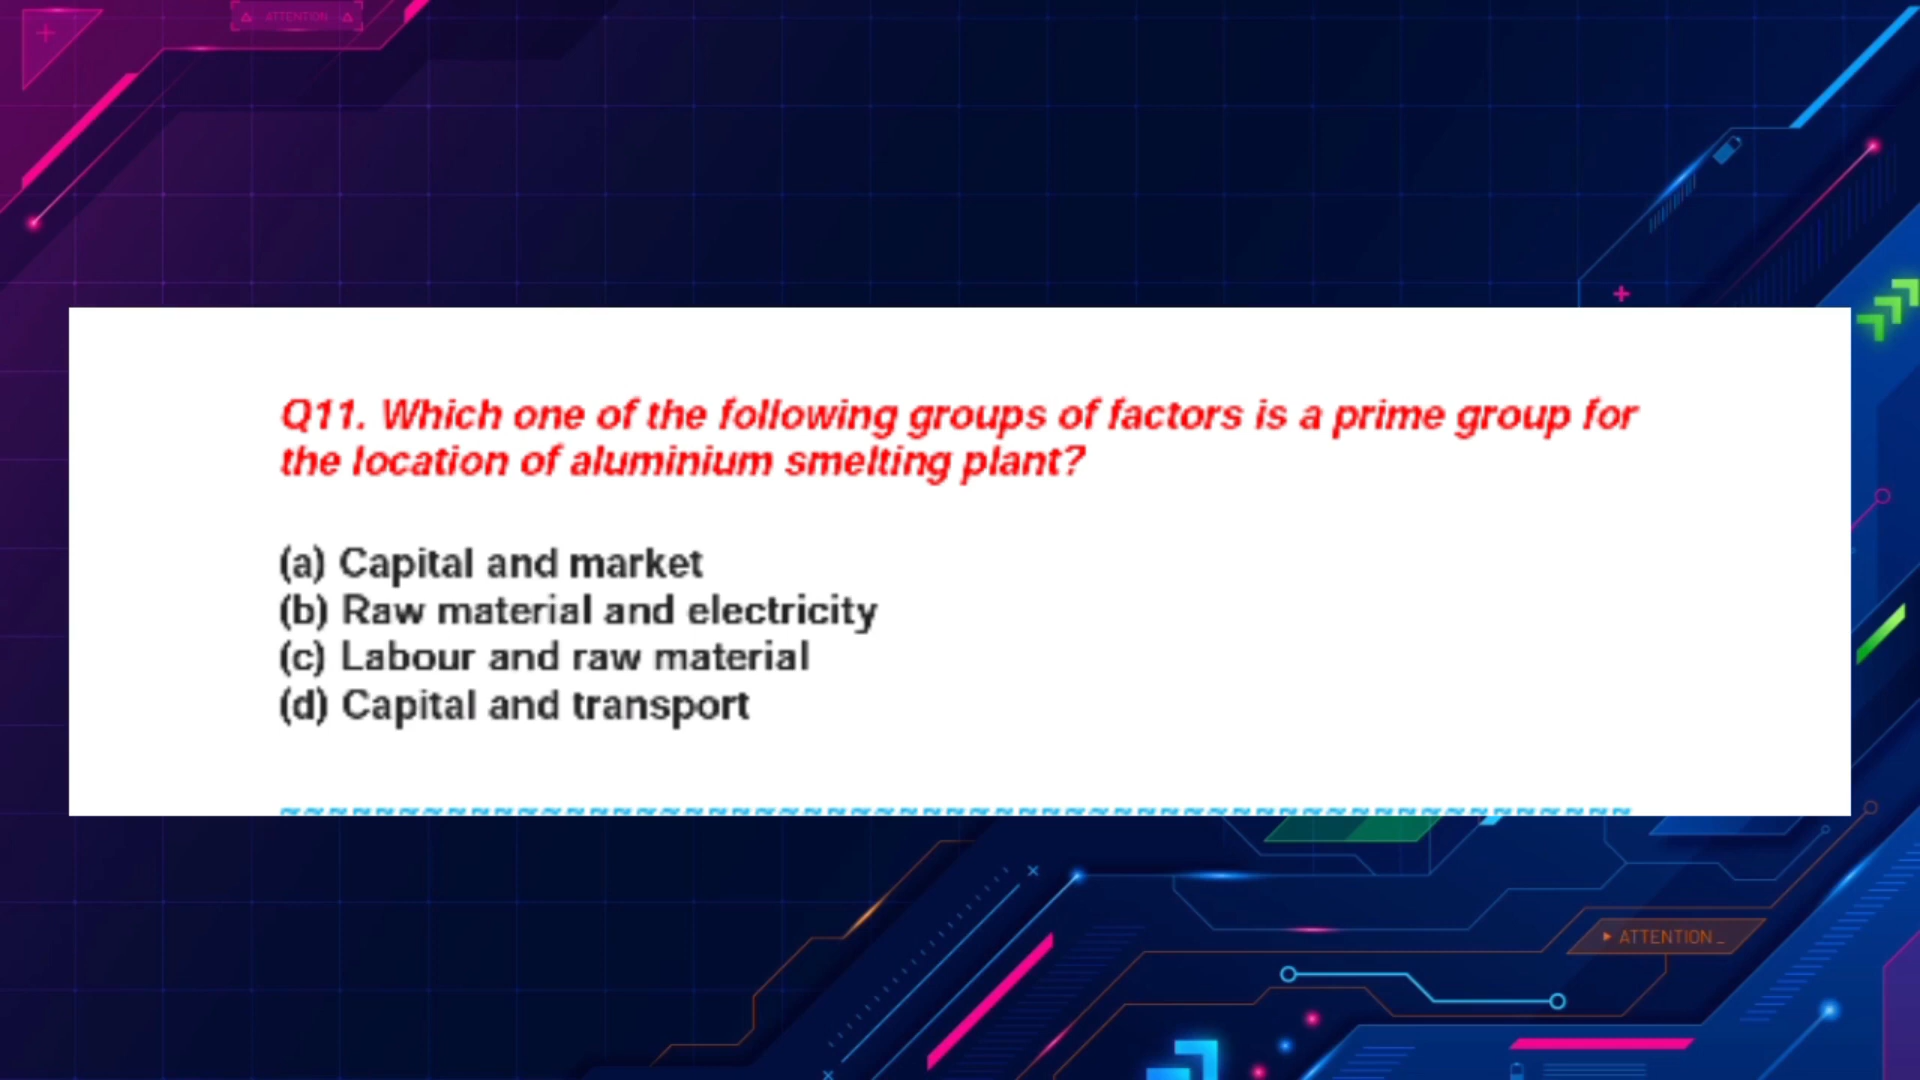 ATTENTION
Q11. Which one of the following groups of factors is a prime group for
the location of aluminium smelting plant?
(a) Capital and market
(b) Raw material and electricity
(c) Labour and raw material
(d) Capital and transport
ATTENTION _